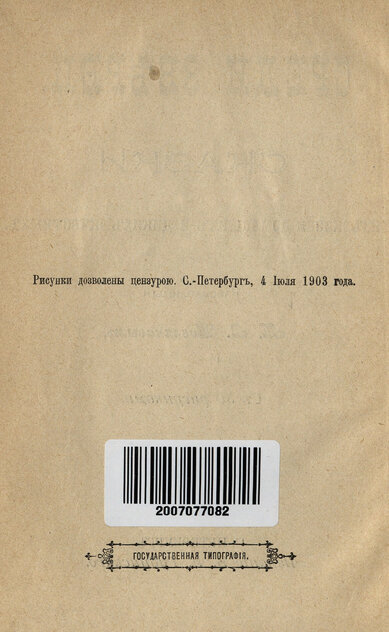 Рисунки дозволены цензурою. С.-Петербургъ, 4 Іюля 1903 года.
2007077082
ГОСУДАРСТВЕННАЯ ТИПОГРАФІЯ.